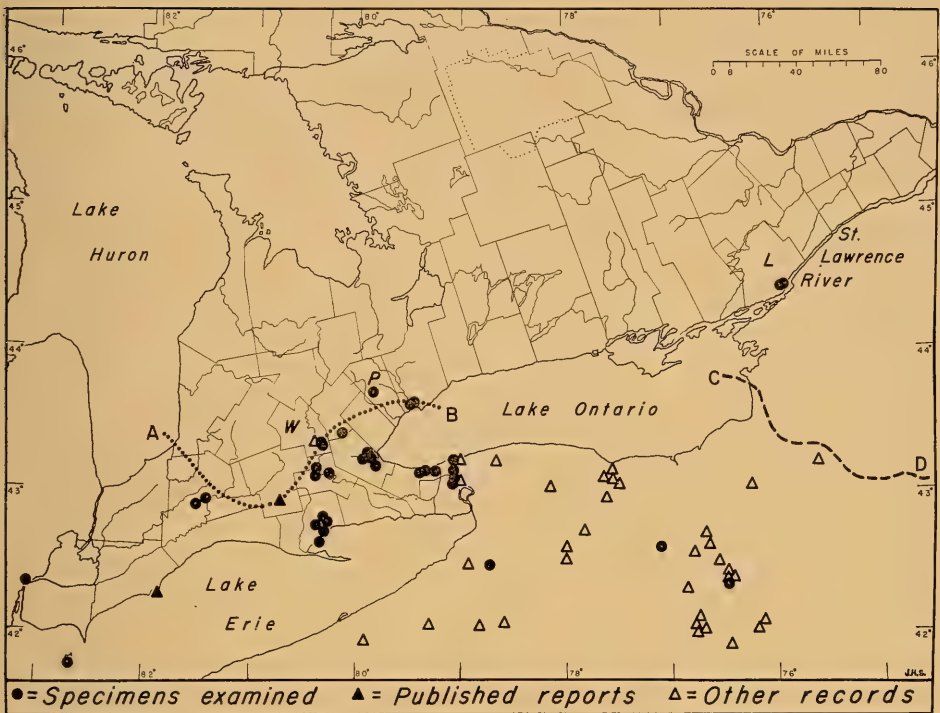 82° 80° 78° 76°
46° 46°
SCALE OF MILES
0 8 40 80
45° 45°
Lake
Huron
St.
Lawrence
River
L
44° 44°
P
C
A W B
Lake Ontario
D
43° 43°
Lake
Erie
42° 42°
82° 80° 78° 76°
J.H.S.
● = Specimens examined ▲ = Published reports △ = Other records